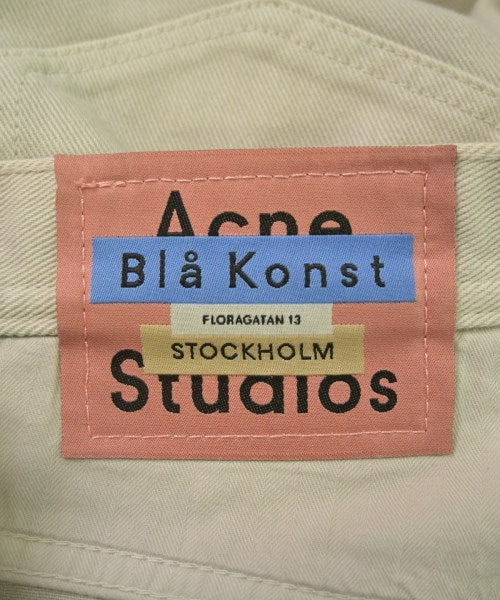 Acne
Blå Konst
FLORAGATAN 13
STOCKHOLM
Studios